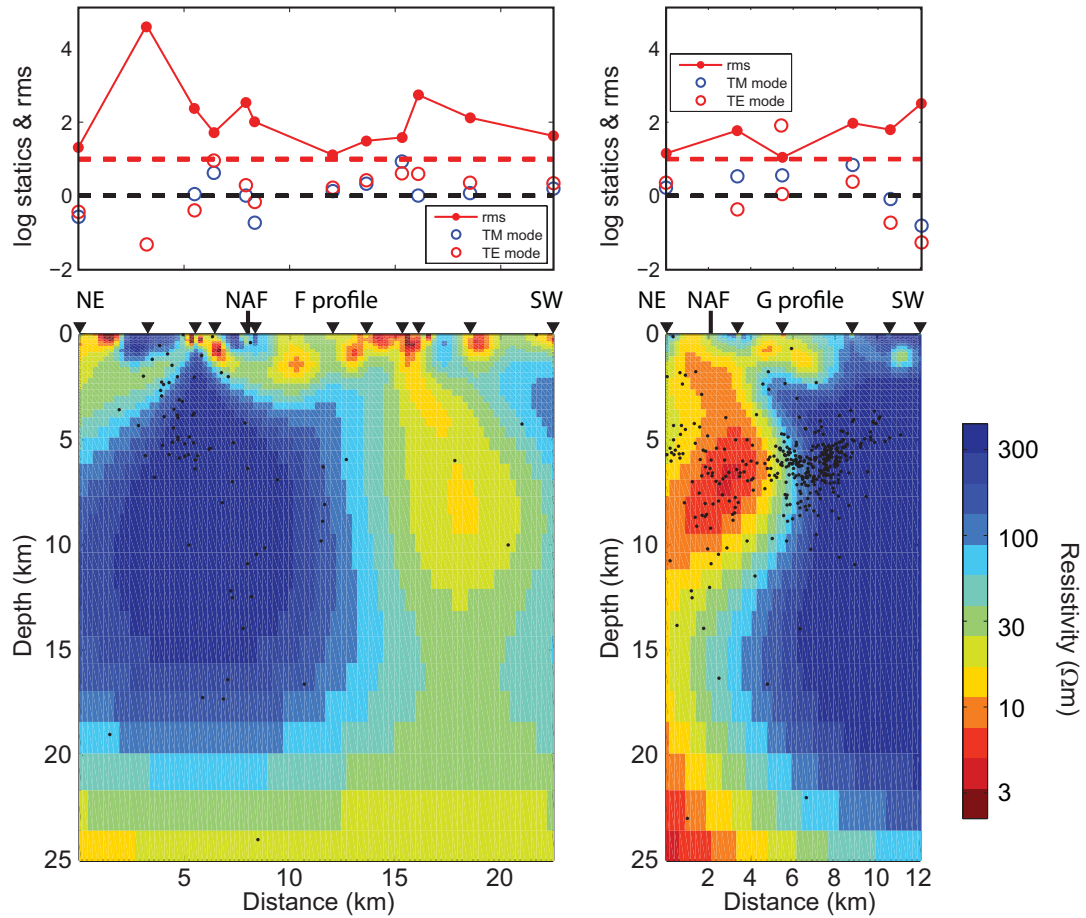 log statics & rms
4
2
0
−2
rms
TM mode
TE mode
log statics & rms
4
2
0
−2
rms
TM mode
TE mode
NE NAF F profile SW
NE NAF G profile SW
Depth (km)
0
5
10
15
20
25
5 10 15 20
Distance (km)
Depth (km)
0
5
10
15
20
25
0 2 4 6 8 10 12
Distance (km)
300
100
30
10
3
Resistivity (Ωm)